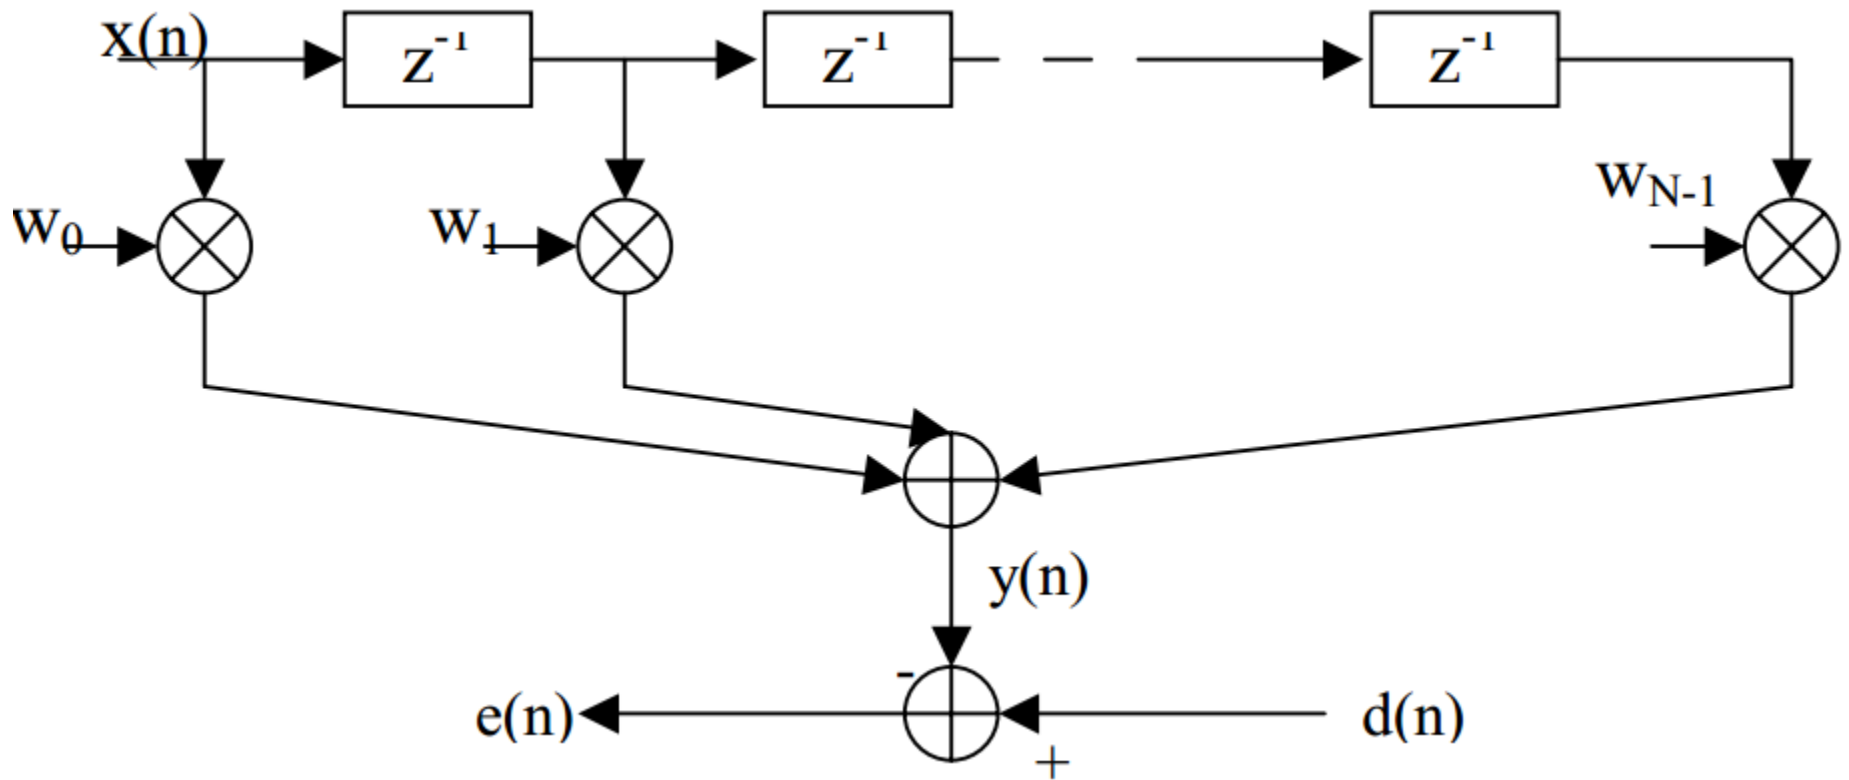 x(n)
z⁻¹
z⁻¹
z⁻¹
w₀
w₁
w_{N-1}
y(n)
-
e(n)
d(n)
+